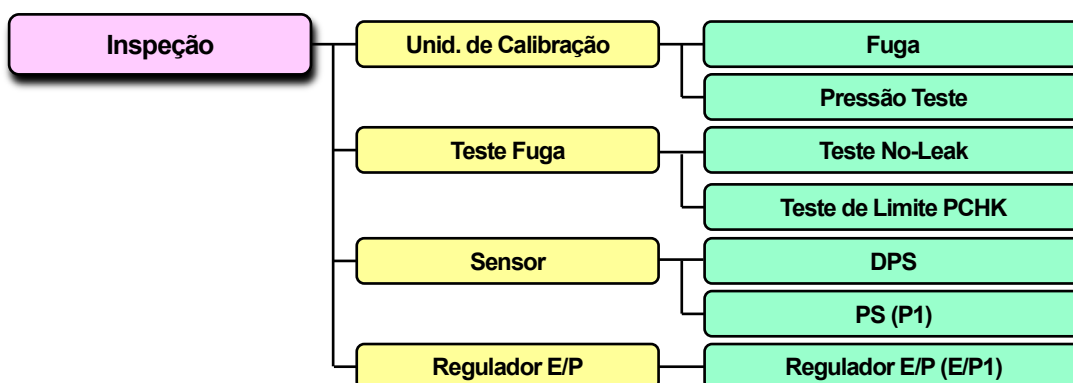 Inspeção
Unid. de Calibração
Fuga
Pressão Teste
Teste Fuga
Teste No-Leak
Teste de Limite PCHK
Sensor
DPS
PS (P1)
Regulador E/P
Regulador E/P (E/P1)